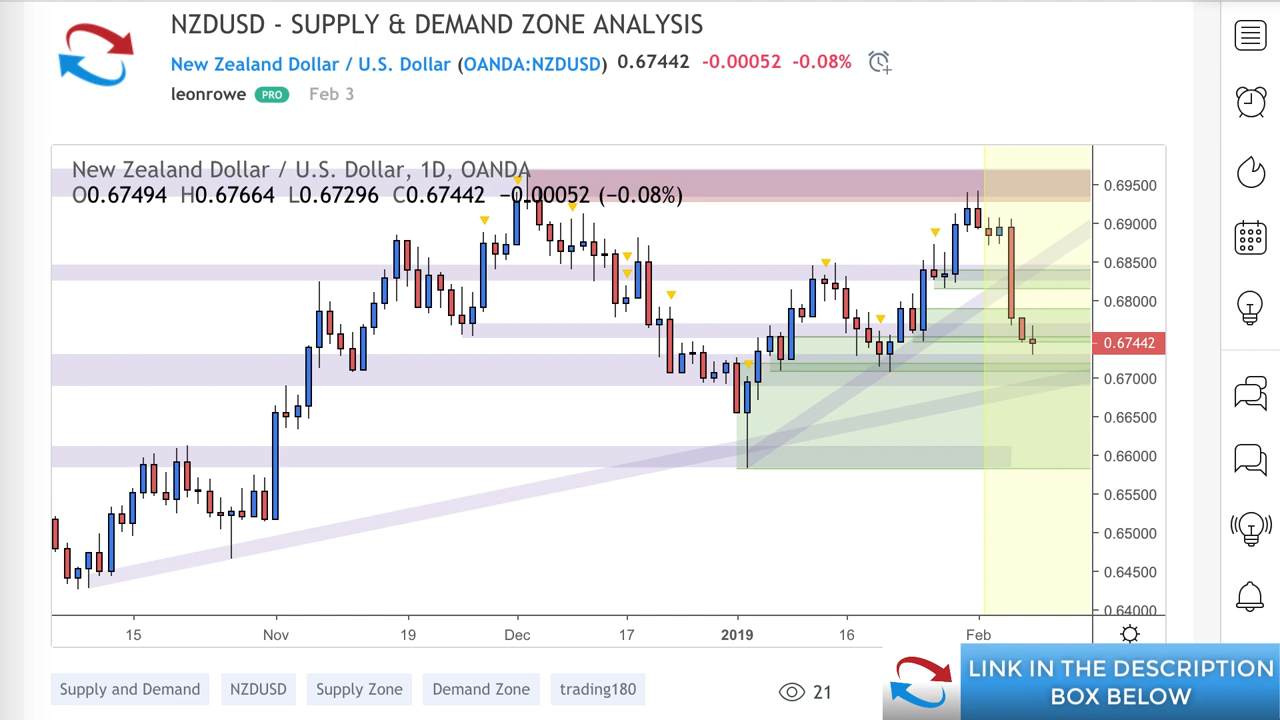 NZDUSD - SUPPLY & DEMAND ZONE ANALYSIS
New Zealand Dollar / U.S. Dollar (OANDA:NZDUSD) 0.67442 -0.00052 -0.08%
leonrowe PRO Feb 3
New Zealand Dollar / U.S. Dollar, 1D, OANDA
O0.67494 H0.67664 L0.67296 C0.67442 −0.00052 (−0.08%)
0.69500
0.69000
0.68500
0.68000
0.67442
0.67000
0.66500
0.66000
0.65500
0.65000
0.64500
0.64000
15 Nov 19 Dec 17 2019 16 Feb
Supply and Demand NZDUSD Supply Zone Demand Zone trading180 21
LINK IN THE DESCRIPTION
BOX BELOW